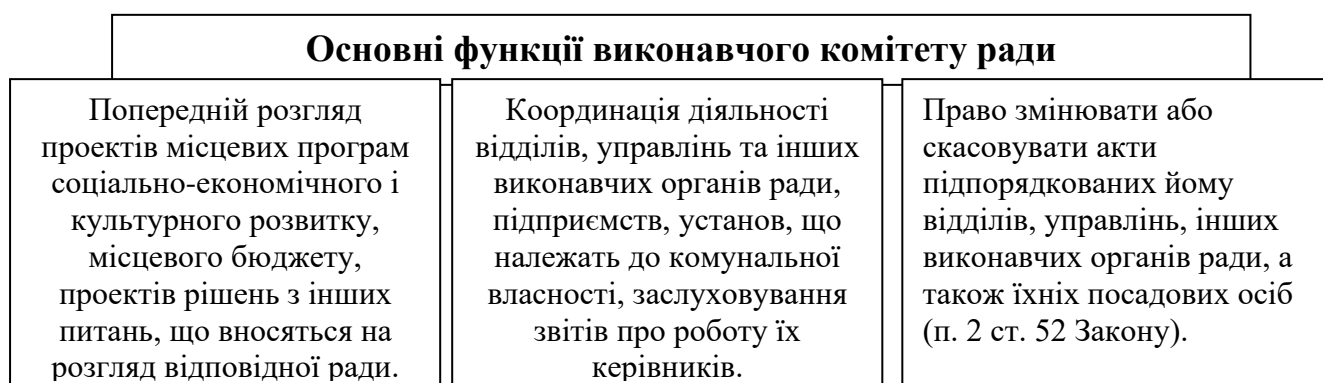 Основні функції виконавчого комітету ради
Попередній розгляд
проектів місцевих програм
соціально-економічного і
культурного розвитку,
місцевого бюджету,
проектів рішень з інших
питань, що вносяться на
розгляд відповідної ради.
Координація діяльності
відділів, управлінь та інших
виконавчих органів ради,
підприємств, установ, що
належать до комунальної
власності, заслуховування
звітів про роботу їх
керівників.
Право змінювати або
скасовувати акти
підпорядкованих йому
відділів, управлінь, інших
виконавчих органів ради, а
також їхніх посадових осіб
(п. 2 ст. 52 Закону).